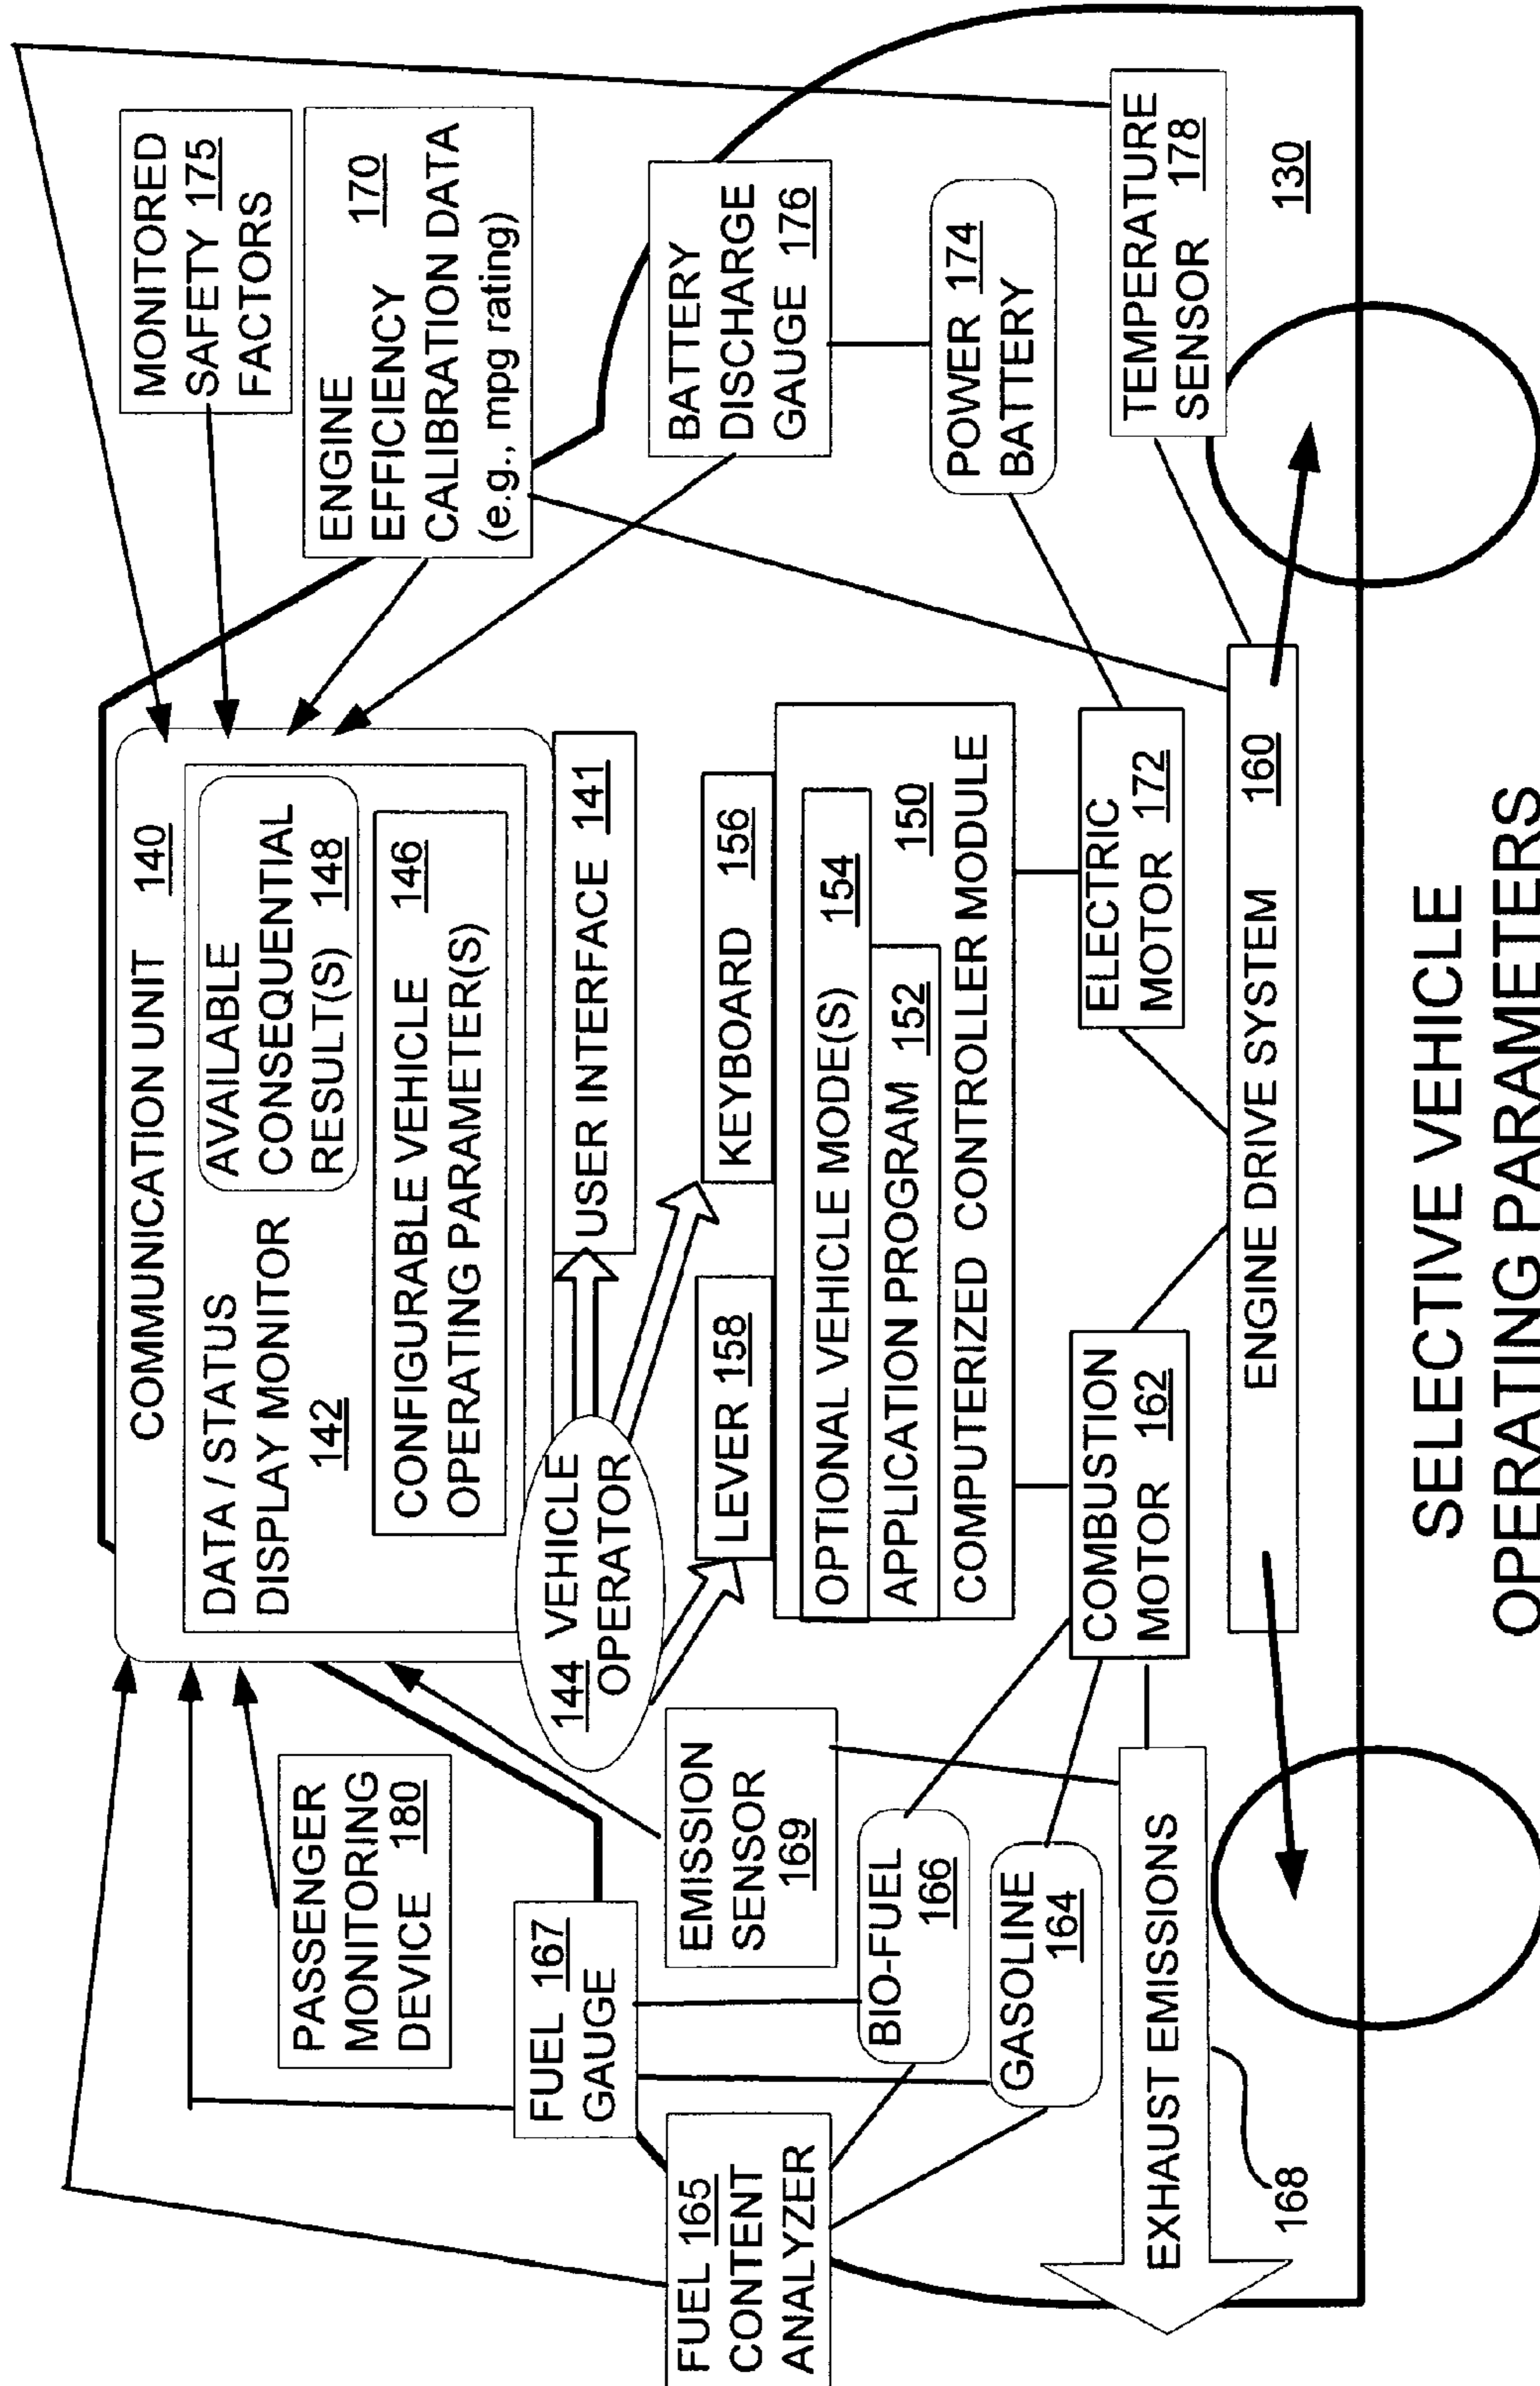 COMMUNICATION UNIT 140
DATA / STATUS
DISPLAY MONITOR
142
AVAILABLE
CONSEQUENTIAL
RESULT(S) 148
CONFIGURABLE VEHICLE 146
OPERATING PARAMETER(S)
USER INTERFACE 141
144 VEHICLE
OPERATOR
PASSENGER
MONITORING
DEVICE 180
MONITORED
SAFETY 175
FACTORS
ENGINE 170
EFFICIENCY
CALIBRATION DATA
(e.g., mpg rating)
FUEL 167
GAUGE
FUEL 165
CONTENT
ANALYZER
EMISSION
SENSOR
169
LEVER 158
KEYBOARD 156
OPTIONAL VEHICLE MODE(S) 154
APPLICATION PROGRAM 152
150
COMPUTERIZED CONTROLLER MODULE
BATTERY
DISCHARGE
GAUGE 176
POWER 174
BATTERY
BIO-FUEL
166
GASOLINE
164
COMBUSTION
MOTOR 162
ELECTRIC
MOTOR 172
TEMPERATURE
SENSOR 178
EXHAUST EMISSIONS
168
ENGINE DRIVE SYSTEM 160
130
SELECTIVE VEHICLE
OPERATING PARAMETERS